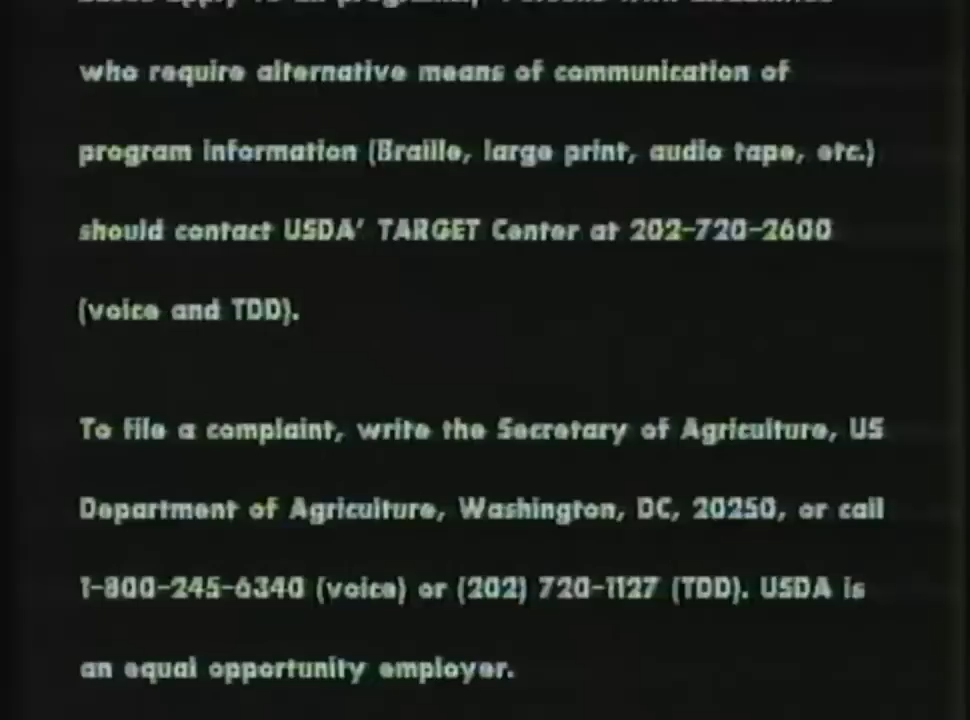 who require alternative means of communication of
program information (Braille, large print, audio tape, etc.)
should contact USDA' TARGET Center at 202-720-2600
(voice and TDD).
To file a complaint, write the Secretary of Agriculture, US
Department of Agriculture, Washington, DC, 20250, or call
1-800-245-6340 (voice) or (202) 720-1127 (TDD). USDA is
an equal opportunity employer.